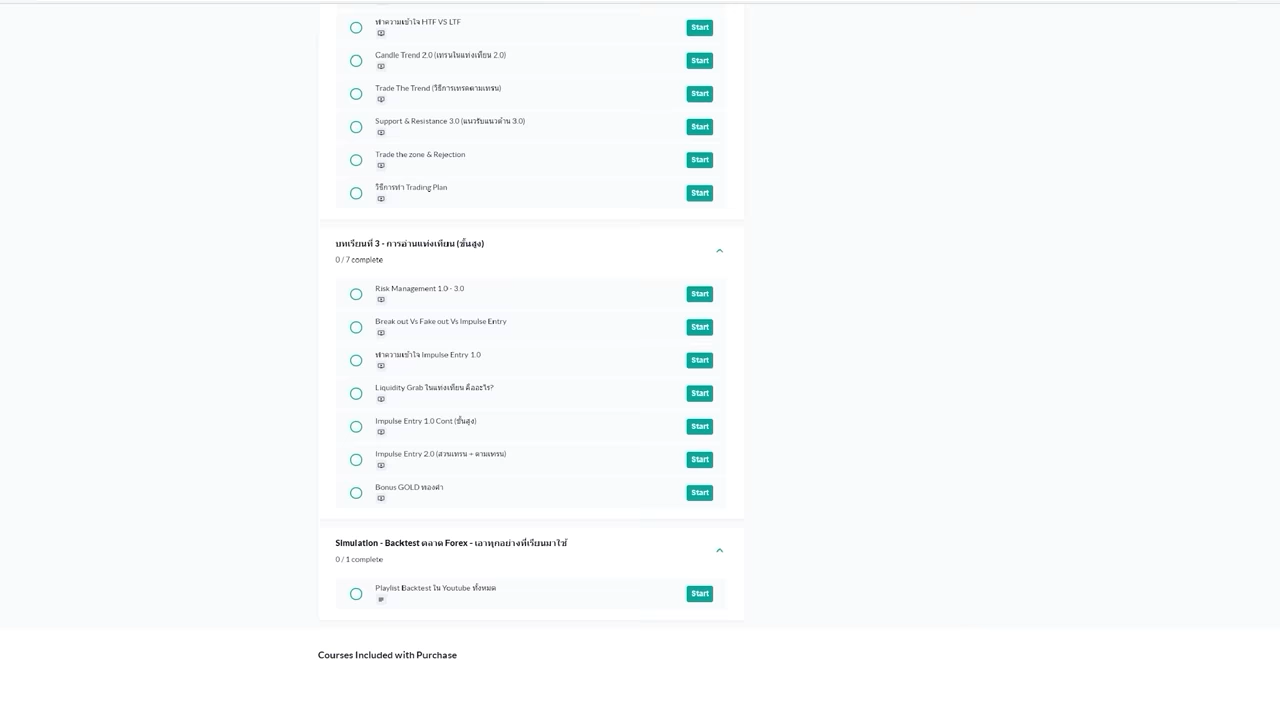 ทำความเข้าใจ HTF VS LTF
Start
Candle Trend 2.0 (เทรนในแท่งเทียน 2.0)
Start
Trade The Trend (วิธีการเทรดตามเทรน)
Start
Support & Resistance 3.0 (แนวรับแนวต้าน 3.0)
Start
Trade the zone & Rejection
Start
วิธีการทำ Trading Plan
Start
บทเรียนที่ 3 - การอ่านแท่งเทียน (ขั้นสูง)
0 / 7 complete
Risk Management 1.0 - 3.0
Start
Break out Vs Fake out Vs Impulse Entry
Start
ทำความเข้าใจ Impulse Entry 1.0
Start
Liquidity Grab ในแท่งเทียน คืออะไร?
Start
Impulse Entry 1.0 Cont (ขั้นสูง)
Start
Impulse Entry 2.0 (สวนเทรน + ตามเทรน)
Start
Bonus GOLD ทองคำ
Start
Simulation - Backtest ตลาด Forex - เอาทุกอย่างที่เรียนมาใช้
0 / 1 complete
Playlist Backtest ใน Youtube ทั้งหมด
Start
Courses Included with Purchase